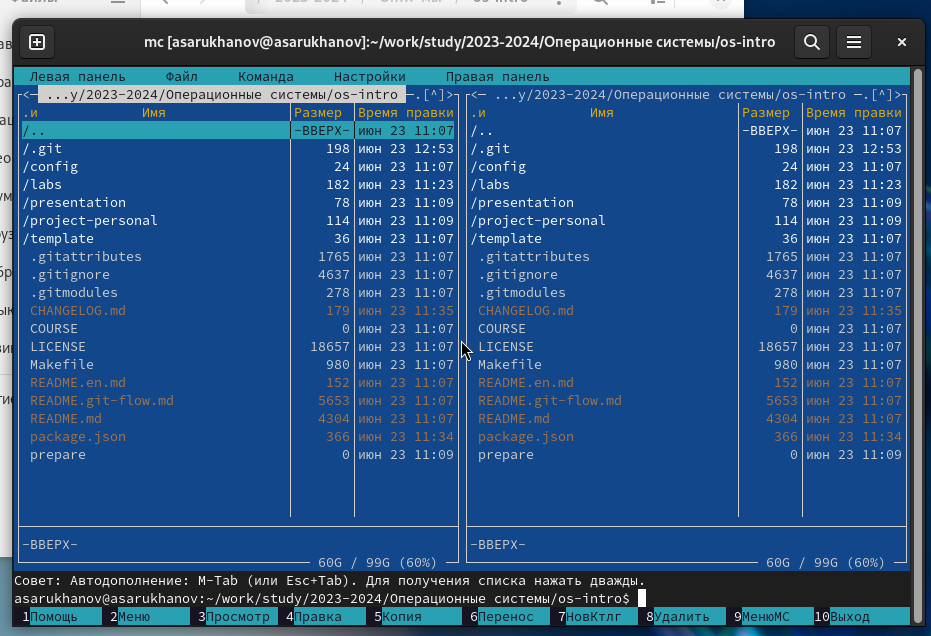 mc [asarukhanov@asarukhanov]:~/work/study/2023-2024/Операционные системы/os-intro
Левая панель Файл Команда Настройки Правая панель
<─ ...y/2023-2024/Операционные системы/os-intro ─.[^]> <─ ...y/2023-2024/Операционные системы/os-intro ─.[^]>
.и Имя Размер Время правки .и Имя Размер Время правки
/.. -ВВЕРХ- июн 23 11:07 /.. -ВВЕРХ- июн 23 11:07
/.git 198 июн 23 12:53 /.git 198 июн 23 12:53
/config 24 июн 23 11:07 /config 24 июн 23 11:07
/labs 182 июн 23 11:23 /labs 182 июн 23 11:23
/presentation 78 июн 23 11:09 /presentation 78 июн 23 11:09
/project-personal 114 июн 23 11:09 /project-personal 114 июн 23 11:09
/template 36 июн 23 11:07 /template 36 июн 23 11:07
.gitattributes 1765 июн 23 11:07 .gitattributes 1765 июн 23 11:07
.gitignore 4637 июн 23 11:07 .gitignore 4637 июн 23 11:07
.gitmodules 278 июн 23 11:07 .gitmodules 278 июн 23 11:07
CHANGELOG.md 179 июн 23 11:35 CHANGELOG.md 179 июн 23 11:35
COURSE 0 июн 23 11:07 COURSE 0 июн 23 11:07
LICENSE 18657 июн 23 11:07 LICENSE 18657 июн 23 11:07
Makefile 980 июн 23 11:07 Makefile 980 июн 23 11:07
README.en.md 152 июн 23 11:07 README.en.md 152 июн 23 11:07
README.git-flow.md 5653 июн 23 11:07 README.git-flow.md 5653 июн 23 11:07
README.md 4304 июн 23 11:07 README.md 4304 июн 23 11:07
package.json 366 июн 23 11:34 package.json 366 июн 23 11:34
prepare 0 июн 23 11:09 prepare 0 июн 23 11:09
-ВВЕРХ- -ВВЕРХ-
60G / 99G (60%) 60G / 99G (60%)
Совет: Автодополнение: M-Tab (или Esc+Tab). Для получения списка нажать дважды.
asarukhanov@asarukhanov:~/work/study/2023-2024/Операционные системы/os-intro$
1Помощь 2Меню 3Просмотр 4Правка 5Копия 6Перенос 7НовКтлг 8Удалить 9МенюМС 10Выход